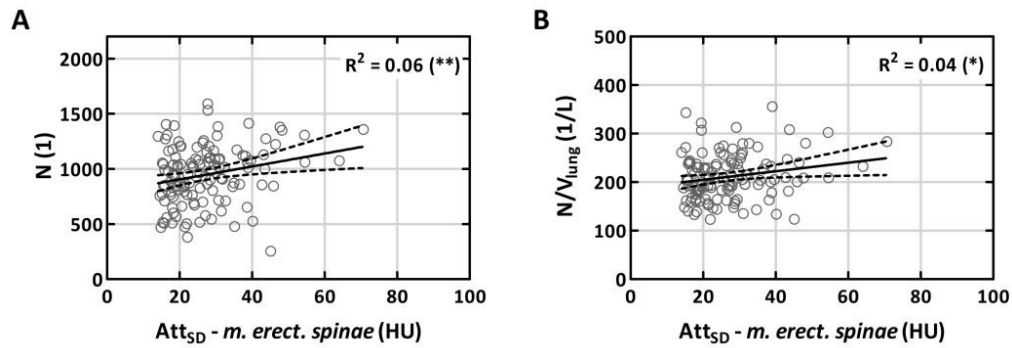 A
R² = 0.06 (**)
N (1)
2000
1500
1000
500
0
0 20 40 60 80 100
Att_SD - m. erect. spinae (HU)
B
R² = 0.04 (*)
N/V_lung (1/L)
500
400
300
200
100
0
0 20 40 60 80 100
Att_SD - m. erect. spinae (HU)